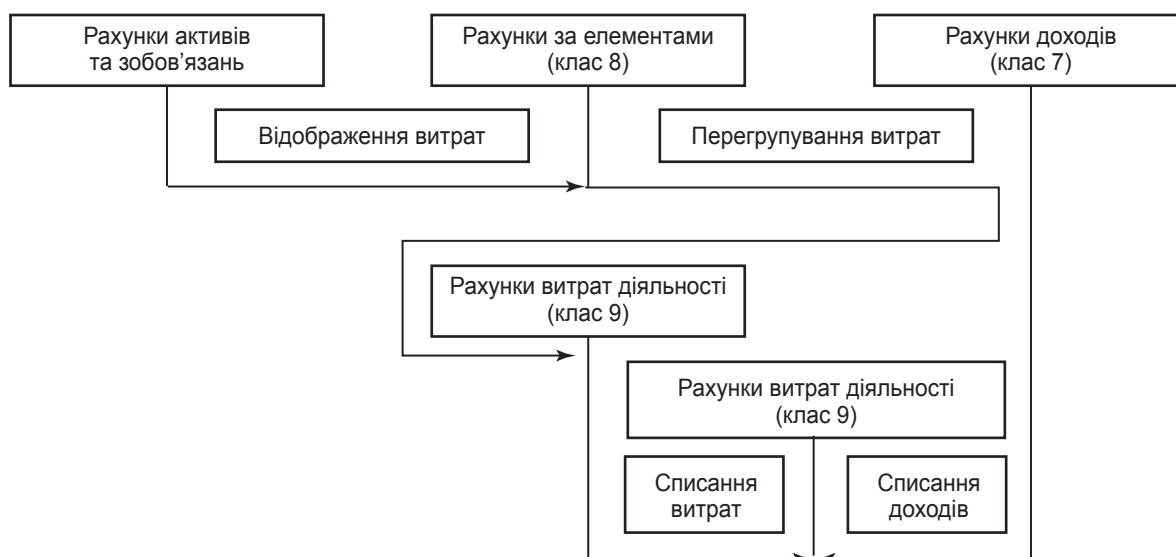 Рахунки активів
та зобов’язань
Рахунки за елементами
(клас 8)
Рахунки доходів
(клас 7)
Відображення витрат
Перегрупування витрат
Рахунки витрат діяльності
(клас 9)
Рахунки витрат діяльності
(клас 9)
Списання
витрат
Списання
доходів